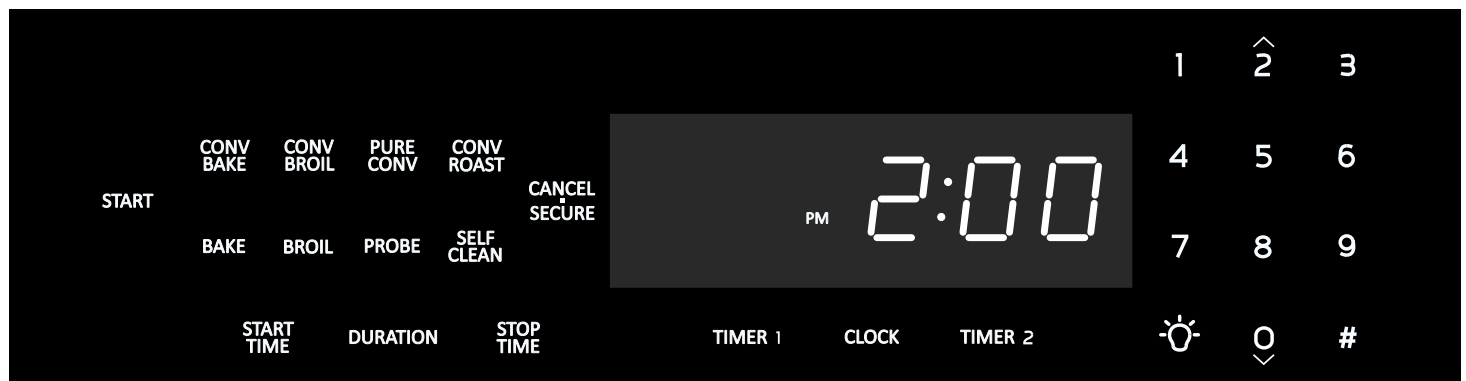 1 2 3
CONV BAKE
CONV BROIL
PURE CONV
CONV ROAST
4 5 6
START
CANCEL
SECURE
PM 2:00
BAKE
BROIL
PROBE
SELF CLEAN
7 8 9
START TIME
DURATION
STOP TIME
TIMER 1
CLOCK
TIMER 2
0 #